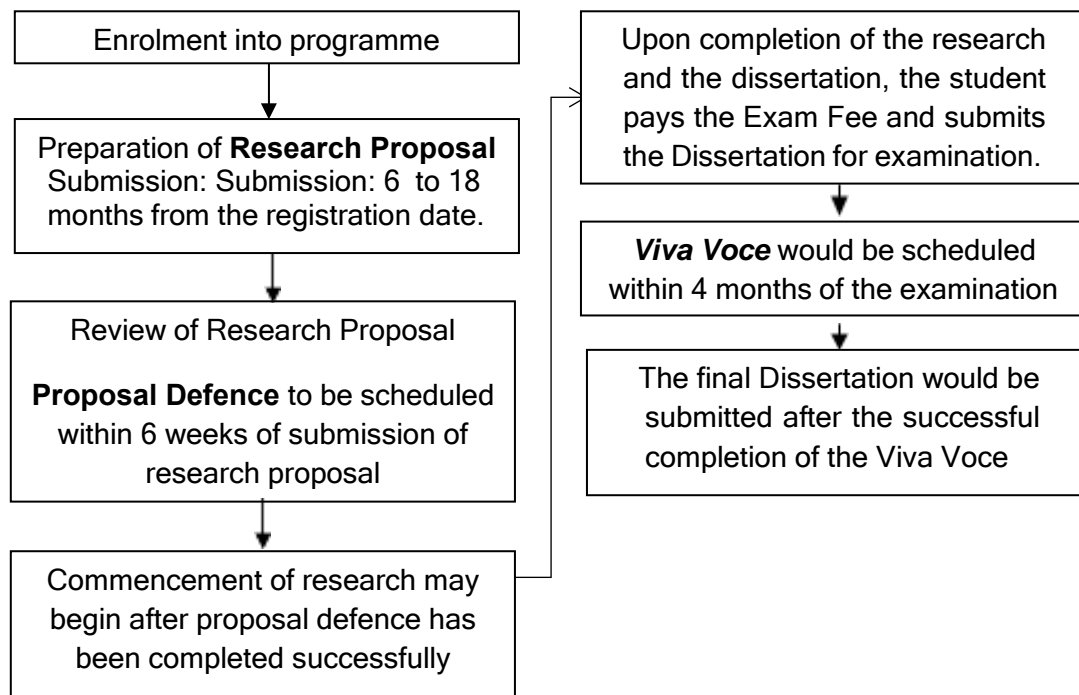 Enrolment into programme
Preparation of Research Proposal
Submission: Submission: 6 to 18
months from the registration date.
Review of Research Proposal
Proposal Defence to be scheduled
within 6 weeks of submission of
research proposal
Commencement of research may
begin after proposal defence has
been completed successfully
Upon completion of the research
and the dissertation, the student
pays the Exam Fee and submits
the Dissertation for examination.
Viva Voce would be scheduled
within 4 months of the examination
The final Dissertation would be
submitted after the successful
completion of the Viva Voce